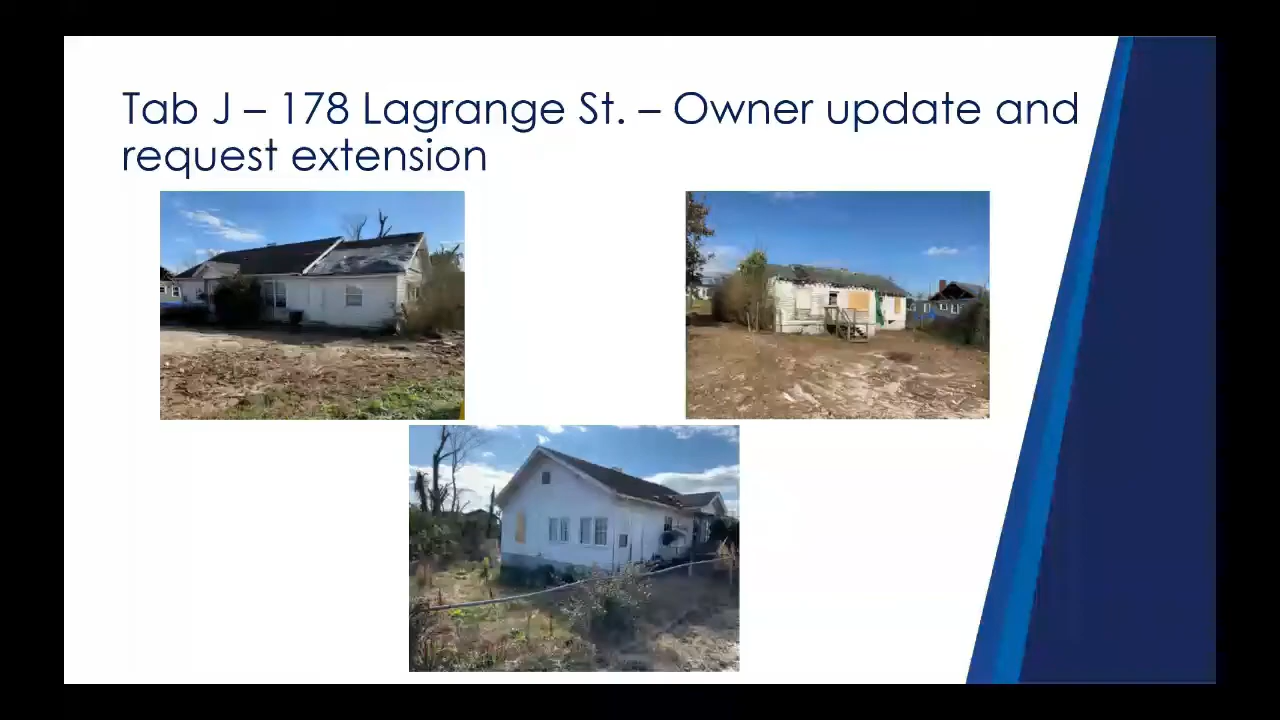 Tab J – 178 Lagrange St. – Owner update and
request extension